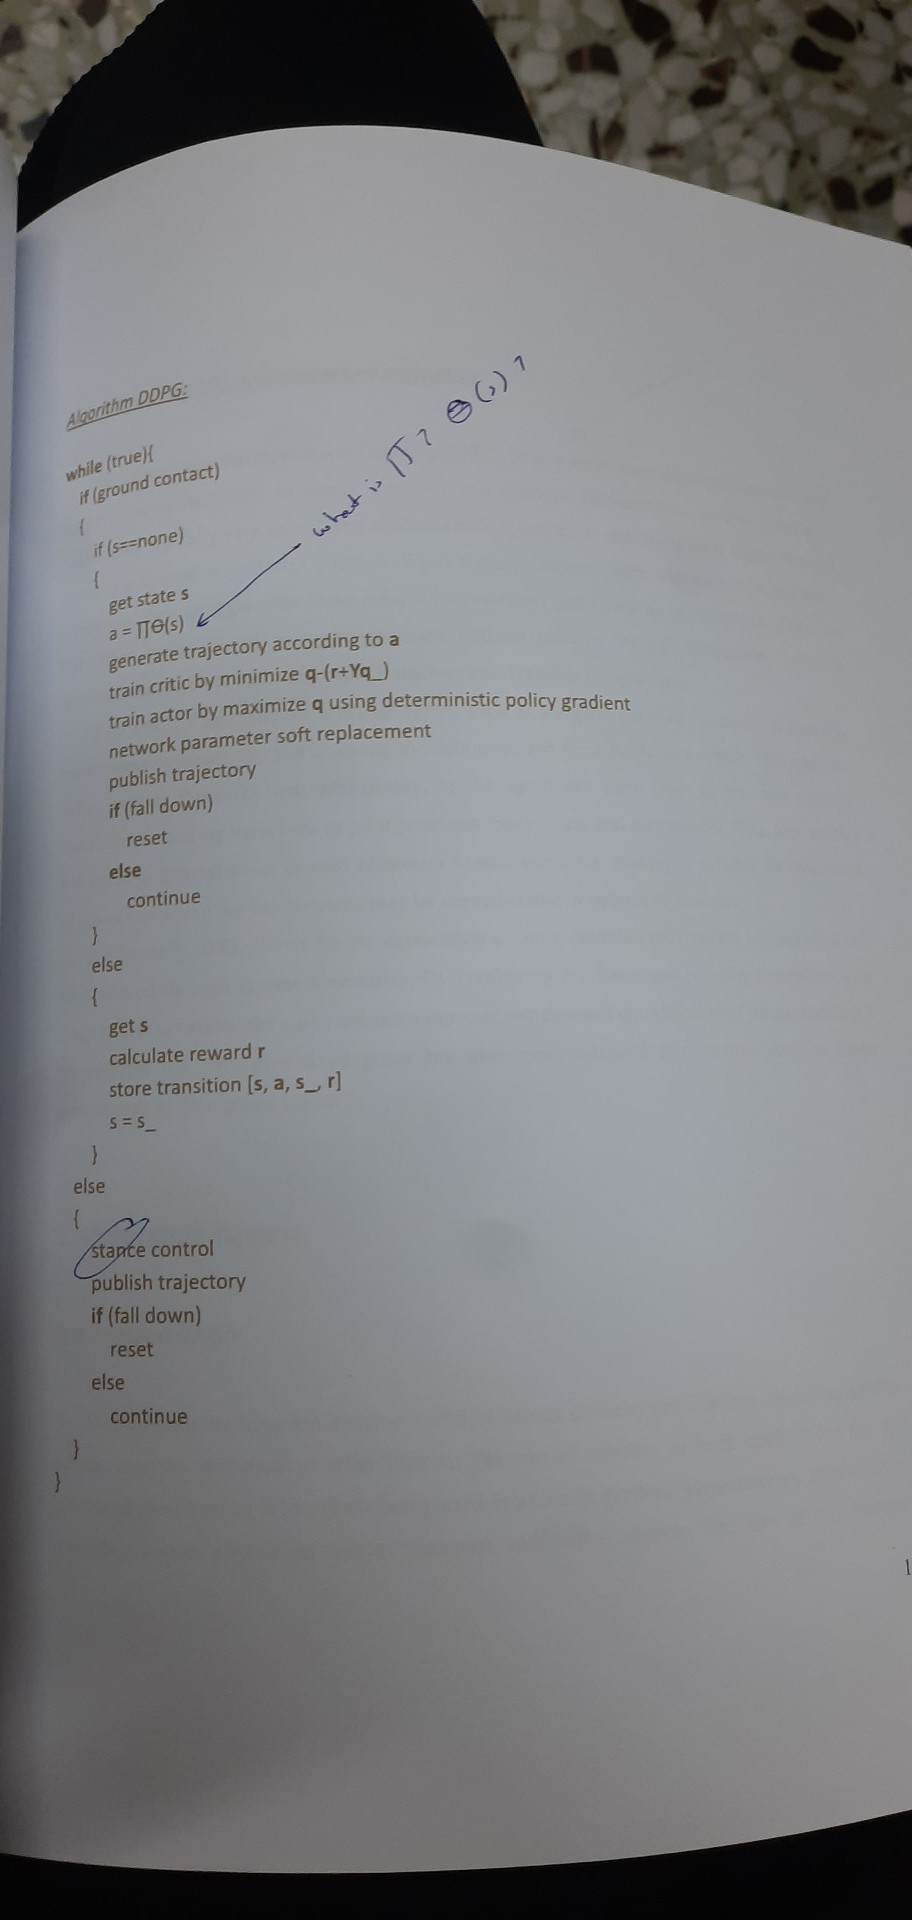 Algorithm DDPG:
what is ∏? Θ(s)?
while (true){
if (ground contact)
{
if (s==none)
{
get state s
a = ∏Θ(s)
generate trajectory according to a
train critic by minimize q-(r+Yq_)
train actor by maximize q using deterministic policy gradient
network parameter soft replacement
publish trajectory
if (fall down)
reset
else
continue
}
else
{
get s
calculate reward r
store transition [s, a, s_, r]
s = s_
}
else
{
stance control
publish trajectory
if (fall down)
reset
else
continue
}
}